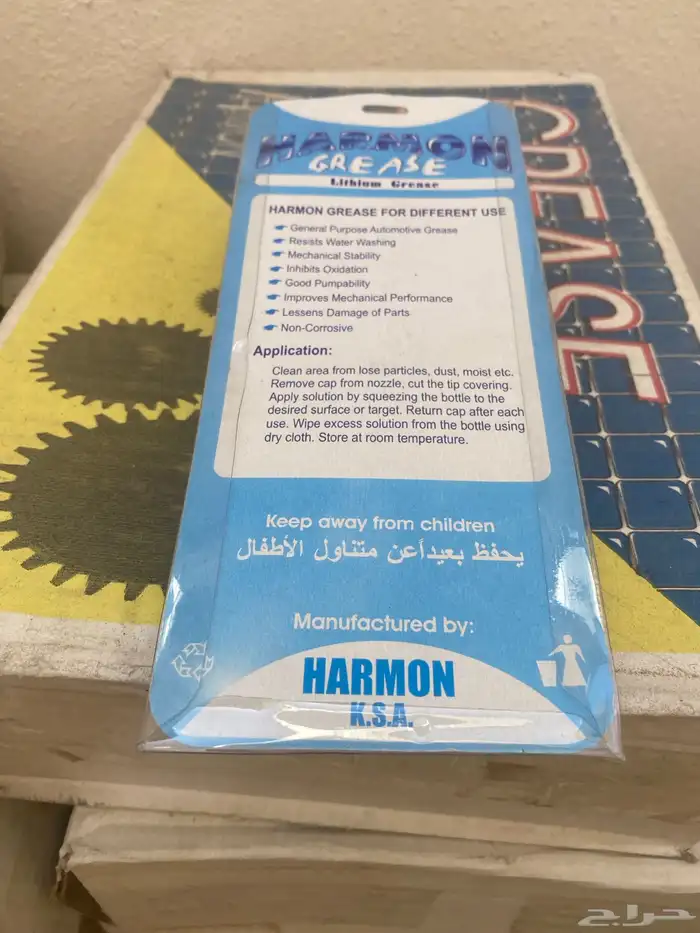 HARMON
GREASE
Lithium Grease
HARMON GREASE FOR DIFFERENT USE
General Purpose Automotive Grease
Resists Water Washing
Mechanical Stability
Inhibits Oxidation
Good Pumpability
Improves Mechanical Performance
Lessens Damage of Parts
Non-Corrosive
Application:
Clean area from lose particles, dust, moist etc.
Remove cap from nozzle, cut the tip covering.
Apply solution by squeezing the bottle to the
desired surface or target. Return cap after each
use. Wipe excess solution from the bottle using
dry cloth. Store at room temperature.
Keep away from children
يحفظ بعيداًعن متناول الأطفال
Manufactured by:
HARMON
K.S.A.
GREASE
حراج